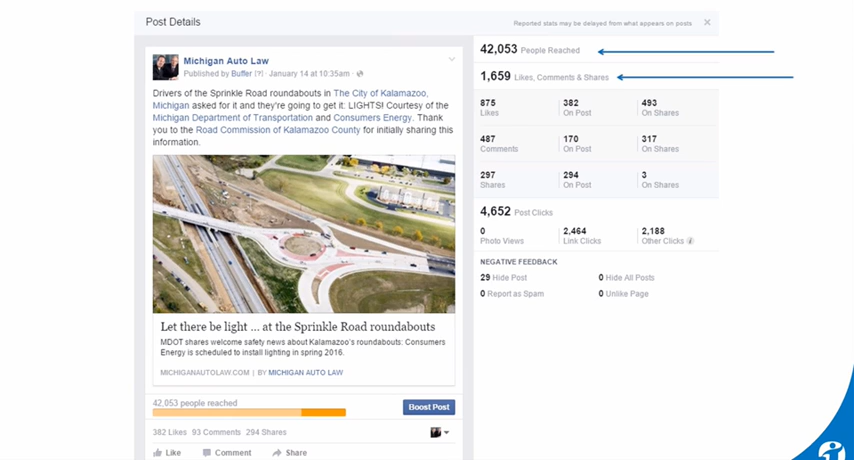 Post Details
Reported stats may be delayed from what appears on posts
Michigan Auto Law
Published by Buffer [?] · January 14 at 10:35am ·
Drivers of the Sprinkle Road roundabouts in The City of Kalamazoo,
Michigan asked for it and they're going to get it: LIGHTS! Courtesy of the
Michigan Department of Transportation and Consumers Energy. Thank
you to the Road Commission of Kalamazoo County for initially sharing this
information.
Let there be light ... at the Sprinkle Road roundabouts
MDOT shares welcome safety news about Kalamazoo's roundabouts: Consumers
Energy is scheduled to install lighting in spring 2016.
MICHIGANAUTOLAW.COM | BY MICHIGAN AUTO LAW
42,053 people reached
Boost Post
382 Likes 93 Comments 294 Shares
Like Comment Share
42,053 People Reached
1,659 Likes, Comments & Shares
875 382 493
Likes On Post On Shares
487 170 317
Comments On Post On Shares
297 294 3
Shares On Post On Shares
4,652 Post Clicks
0 2,464 2,188
Photo Views Link Clicks Other Clicks
NEGATIVE FEEDBACK
29 Hide Post 0 Hide All Posts
0 Report as Spam 0 Unlike Page